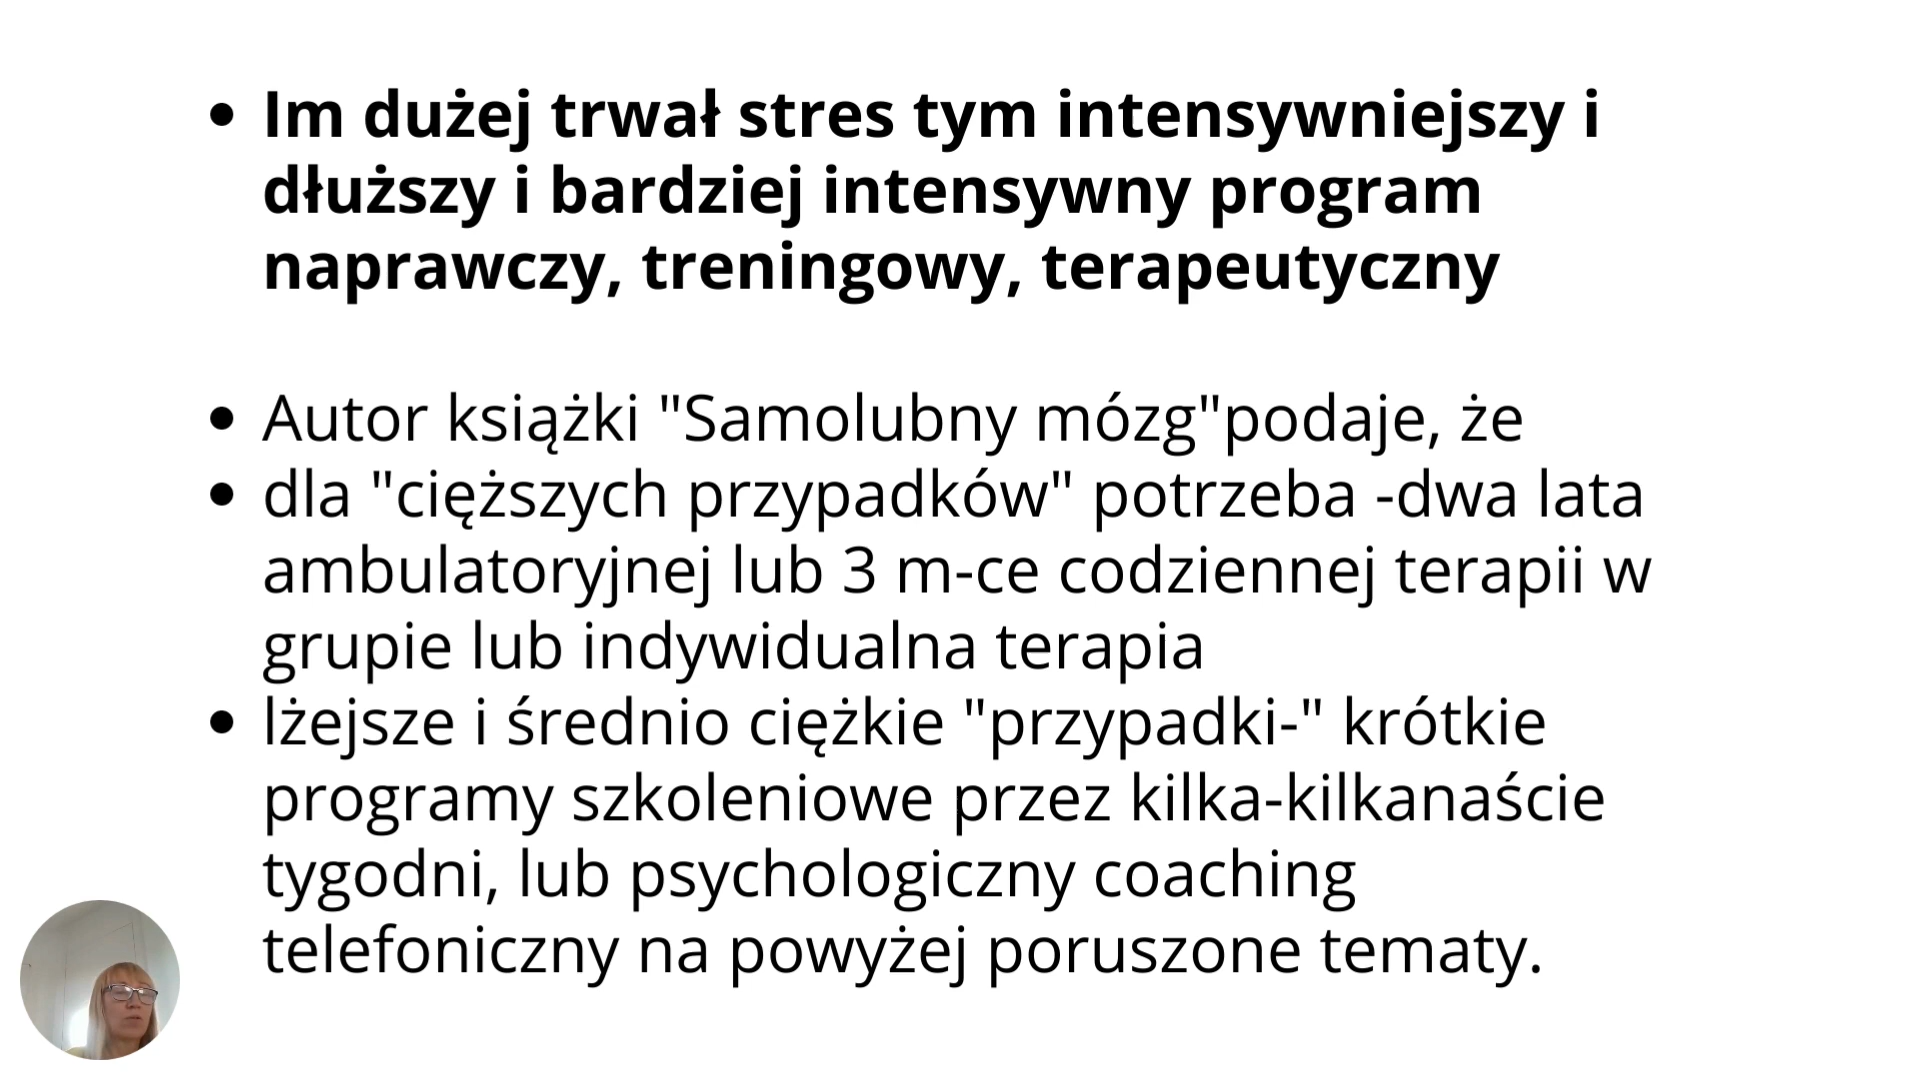 • Im dużej trwał stres tym intensywniejszy i
dłuższy i bardziej intensywny program
naprawczy, treningowy, terapeutyczny
• Autor książki "Samolubny mózg"podaje, że
• dla "cięższych przypadków" potrzeba -dwa lata
ambulatoryjnej lub 3 m-ce codziennej terapii w
grupie lub indywidualna terapia
• lżejsze i średnio ciężkie "przypadki-" krótkie
programy szkoleniowe przez kilka-kilkanaście
tygodni, lub psychologiczny coaching
telefoniczny na powyżej poruszone tematy.